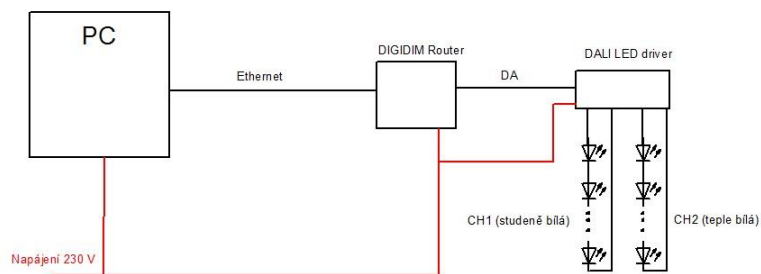 PC
DIGIDIM Router
DALI LED driver
Ethernet
DA
CH1 (studeně bílá)
CH2 (teple bílá)
Napájení 230 V